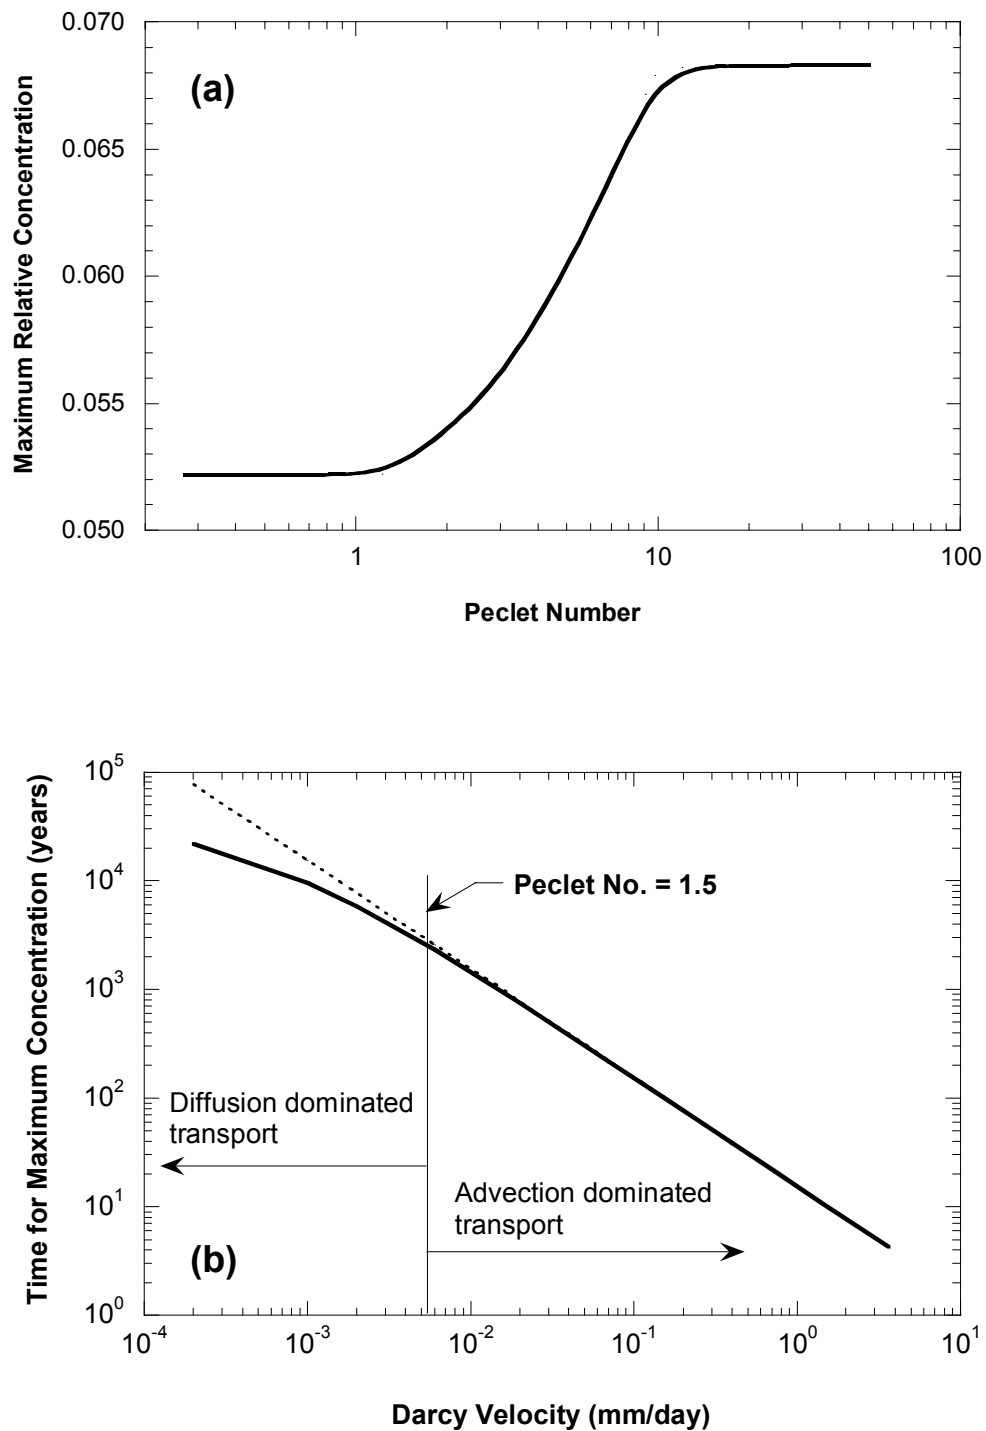 0.070
(a)
0.065
0.060
0.055
0.050
Maximum Relative Concentration
1
10
100
Peclet Number
10^5
10^4
10^3
10^2
10^1
10^0
Time for Maximum Concentration (years)
Peclet No. = 1.5
Diffusion dominated
transport
Advection dominated
transport
(b)
10^-4
10^-3
10^-2
10^-1
10^0
10^1
Darcy Velocity (mm/day)